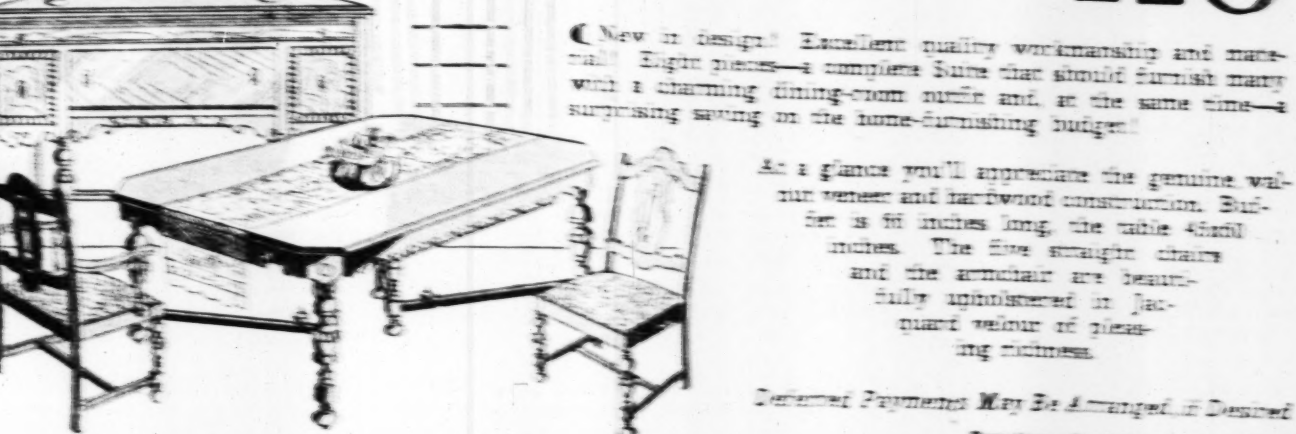 New in design! Excellent quality workmanship and mate-
rial! Eight pieces—a complete Suite that should furnish many
with a charming dining-room outfit and, at the same time—a
surprising saving on the home-furnishing budget!
At a glance you'll appreciate the genuine wal-
nut veneer and hardwood construction. Buf-
fet is inches long, the table
inches. The five straight chairs
and the armchair are beauti-
fully upholstered in Jac-
quard velour of pleas-
ing richness.
Deferred Payments May Be Arranged, if Desired